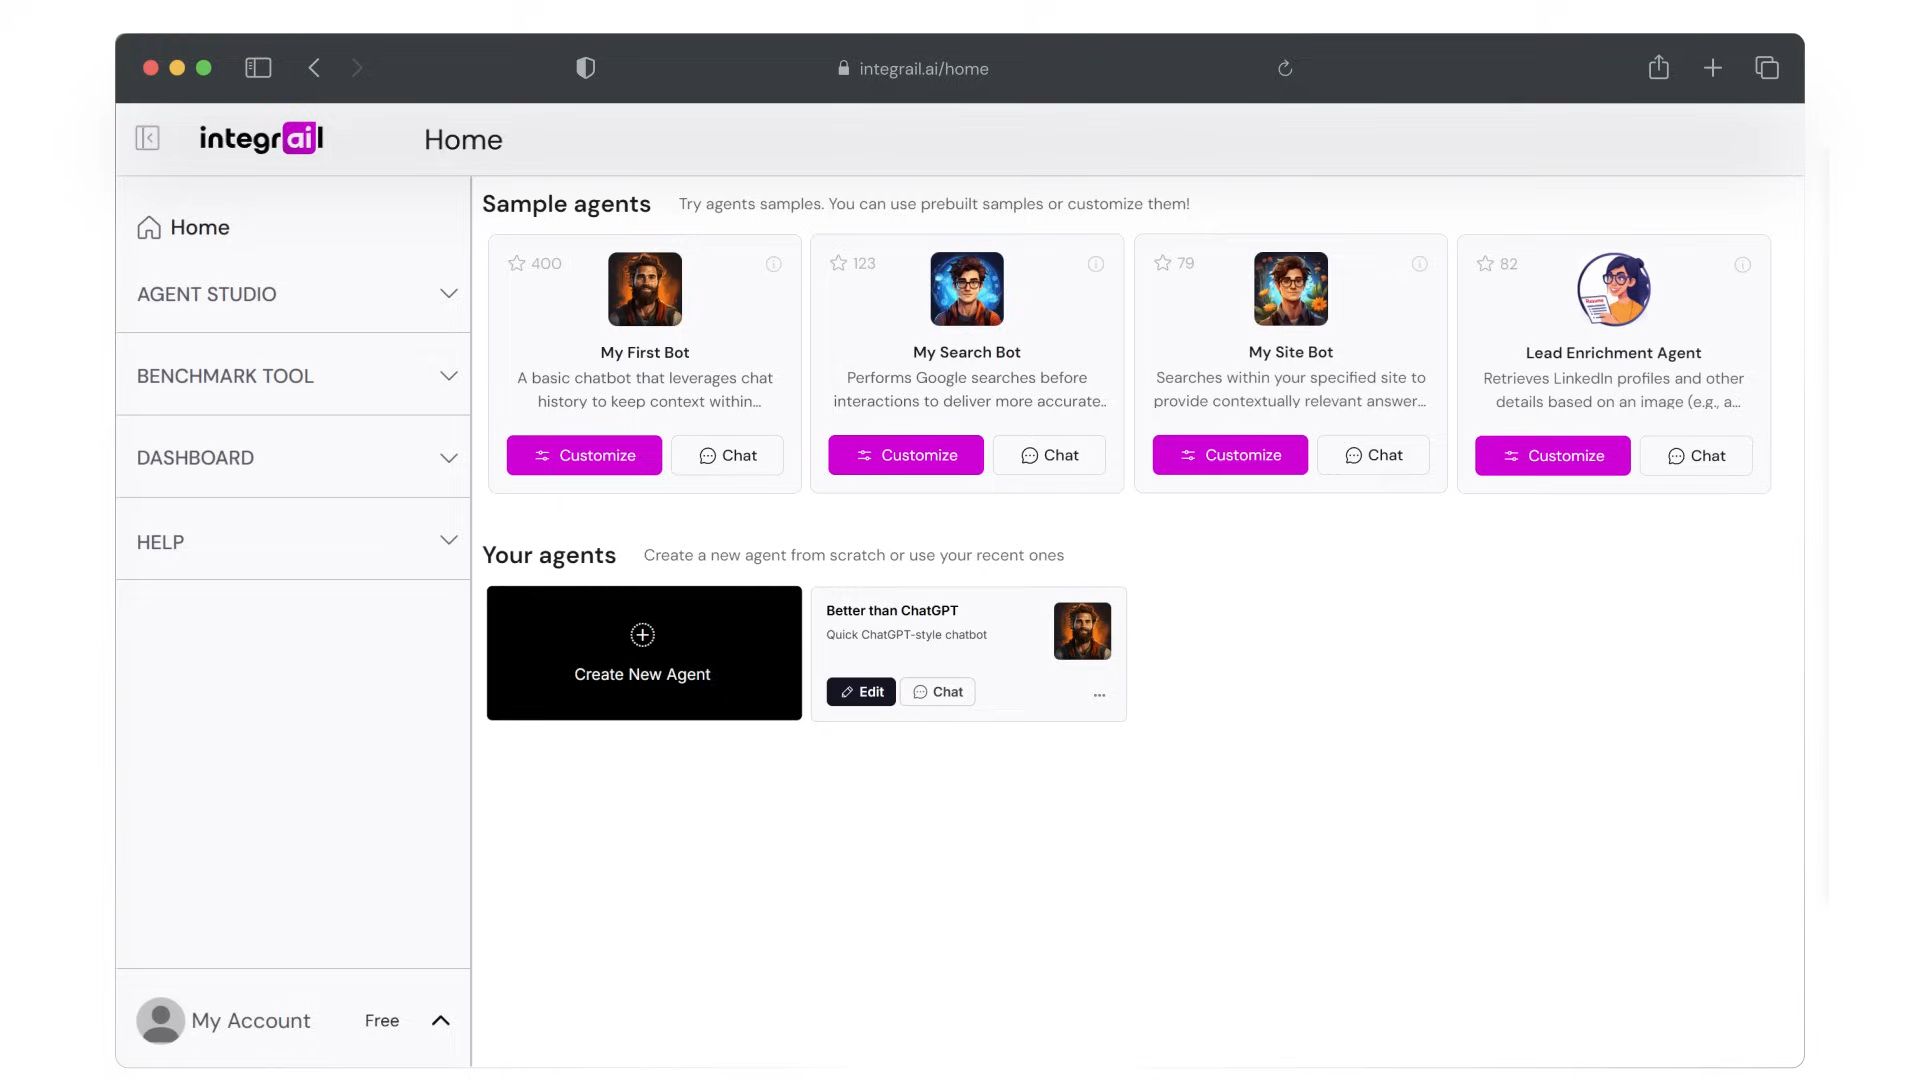 integrail.ai/home
integrail
Home
Home
AGENT STUDIO
BENCHMARK TOOL
DASHBOARD
HELP
My Account
Free
Sample agents
Try agents samples. You can use prebuilt samples or customize them!
400
My First Bot
A basic chatbot that leverages chat
history to keep context within...
Customize
Chat
123
My Search Bot
Performs Google searches before
interactions to deliver more accurate..
Customize
Chat
79
My Site Bot
Searches within your specified site to
provide contextually relevant answer...
Customize
Chat
82
Resume
Lead Enrichment Agent
Retrieves LinkedIn profiles and other
details based on an image (e.g., a...
Customize
Chat
Your agents
Create a new agent from scratch or use your recent ones
Create New Agent
Better than ChatGPT
Quick ChatGPT-style chatbot
Edit
Chat
...